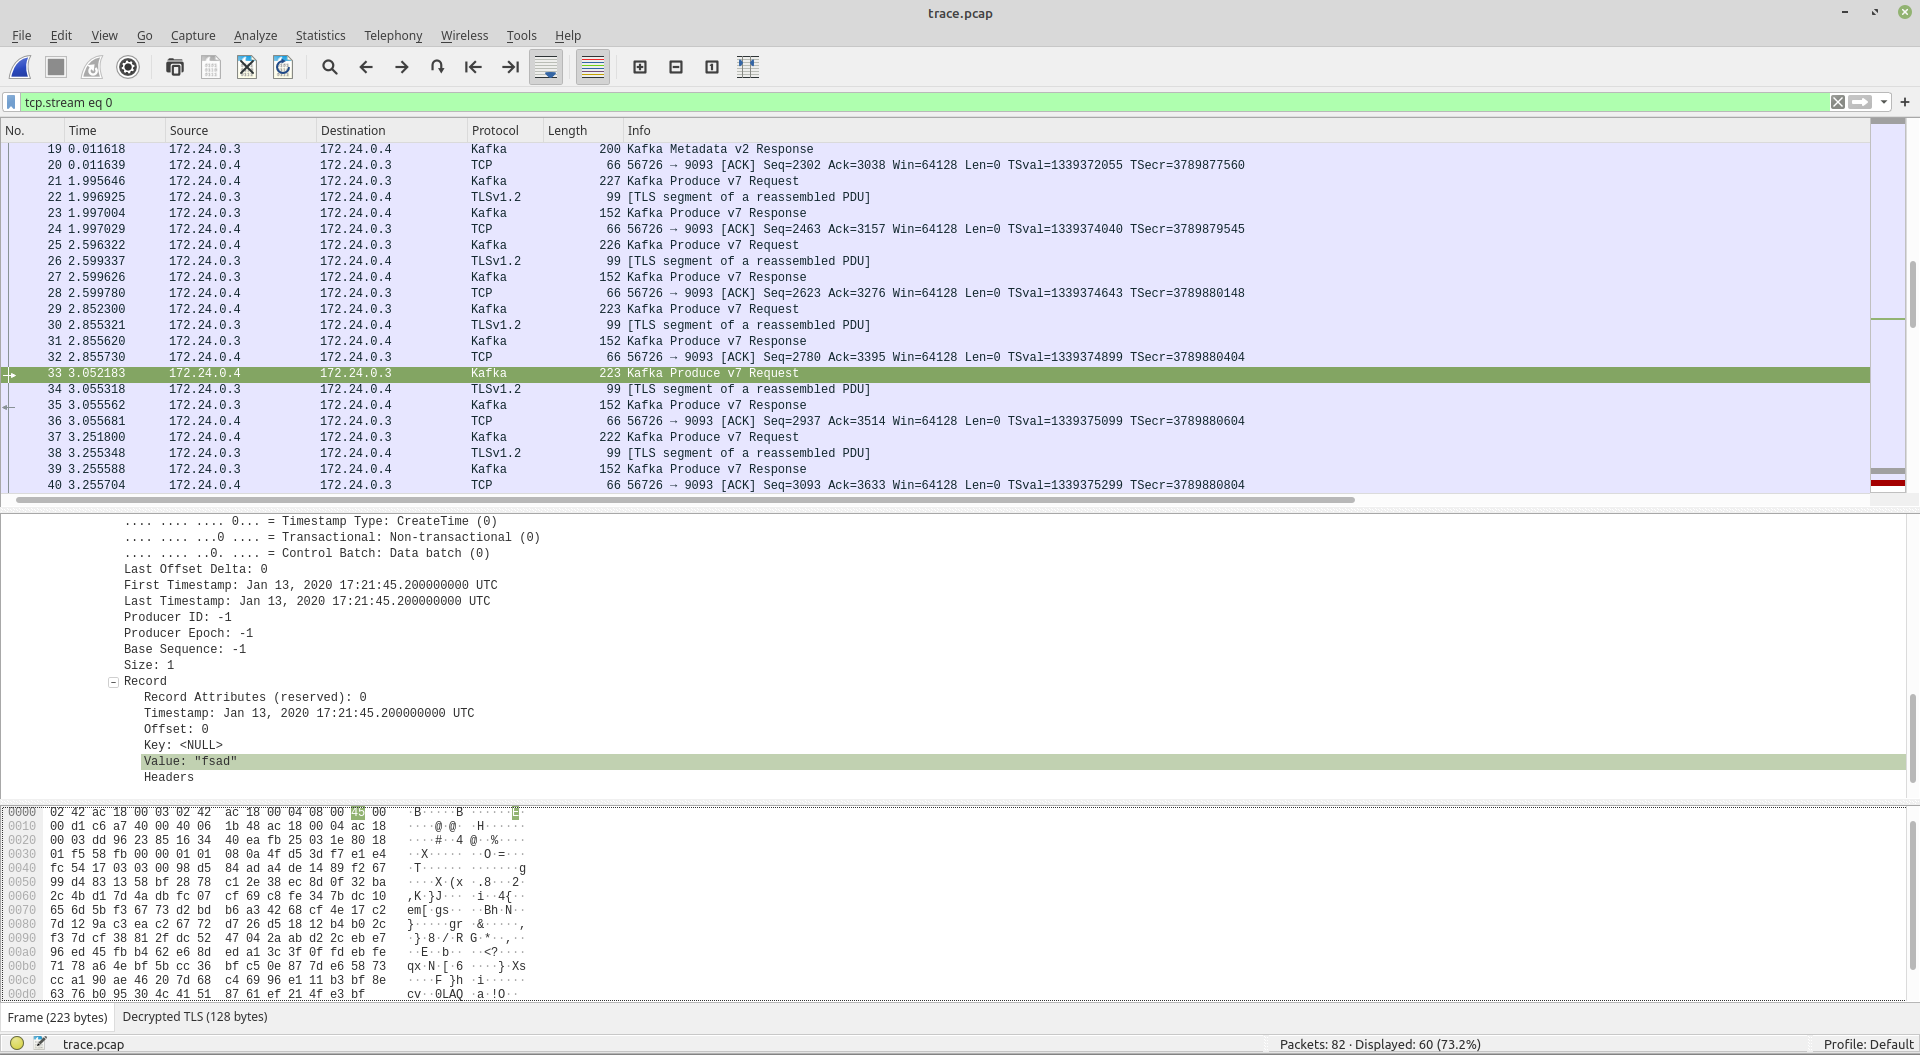 trace.pcap
File Edit View Go Capture Analyze Statistics Telephony Wireless Tools Help
tcp.stream eq 0
No. Time Source Destination Protocol Length Info
19 0.011618 172.24.0.3 172.24.0.4 Kafka 200 Kafka Metadata v2 Response
20 0.011639 172.24.0.4 172.24.0.3 TCP 66 56726 → 9093 [ACK] Seq=2302 Ack=3038 Win=64128 Len=0 TSval=1339372055 TSecr=3789877560
21 1.995646 172.24.0.4 172.24.0.3 Kafka 227 Kafka Produce v7 Request
22 1.996925 172.24.0.3 172.24.0.4 TLSv1.2 99 [TLS segment of a reassembled PDU]
23 1.997004 172.24.0.3 172.24.0.4 Kafka 152 Kafka Produce v7 Response
24 1.997029 172.24.0.4 172.24.0.3 TCP 66 56726 → 9093 [ACK] Seq=2463 Ack=3157 Win=64128 Len=0 TSval=1339374040 TSecr=3789879545
25 2.596322 172.24.0.4 172.24.0.3 Kafka 226 Kafka Produce v7 Request
26 2.599337 172.24.0.3 172.24.0.4 TLSv1.2 99 [TLS segment of a reassembled PDU]
27 2.599626 172.24.0.3 172.24.0.4 Kafka 152 Kafka Produce v7 Response
28 2.599780 172.24.0.4 172.24.0.3 TCP 66 56726 → 9093 [ACK] Seq=2623 Ack=3276 Win=64128 Len=0 TSval=1339374643 TSecr=3789880148
29 2.852300 172.24.0.4 172.24.0.3 Kafka 223 Kafka Produce v7 Request
30 2.855321 172.24.0.3 172.24.0.4 TLSv1.2 99 [TLS segment of a reassembled PDU]
31 2.855620 172.24.0.3 172.24.0.4 Kafka 152 Kafka Produce v7 Response
32 2.855730 172.24.0.4 172.24.0.3 TCP 66 56726 → 9093 [ACK] Seq=2780 Ack=3395 Win=64128 Len=0 TSval=1339374899 TSecr=3789880404
33 3.052183 172.24.0.4 172.24.0.3 Kafka 223 Kafka Produce v7 Request
34 3.055318 172.24.0.3 172.24.0.4 TLSv1.2 99 [TLS segment of a reassembled PDU]
35 3.055562 172.24.0.3 172.24.0.4 Kafka 152 Kafka Produce v7 Response
36 3.055681 172.24.0.4 172.24.0.3 TCP 66 56726 → 9093 [ACK] Seq=2937 Ack=3514 Win=64128 Len=0 TSval=1339375099 TSecr=3789880604
37 3.251800 172.24.0.4 172.24.0.3 Kafka 222 Kafka Produce v7 Request
38 3.255348 172.24.0.3 172.24.0.4 TLSv1.2 99 [TLS segment of a reassembled PDU]
39 3.255588 172.24.0.3 172.24.0.4 Kafka 152 Kafka Produce v7 Response
40 3.255704 172.24.0.4 172.24.0.3 TCP 66 56726 → 9093 [ACK] Seq=3093 Ack=3633 Win=64128 Len=0 TSval=1339375299 TSecr=3789880804
.... .... .... 0... = Timestamp Type: CreateTime (0)
.... .... ...0 .... = Transactional: Non-transactional (0)
.... .... ..0. .... = Control Batch: Data batch (0)
Last Offset Delta: 0
First Timestamp: Jan 13, 2020 17:21:45.200000000 UTC
Last Timestamp: Jan 13, 2020 17:21:45.200000000 UTC
Producer ID: -1
Producer Epoch: -1
Base Sequence: -1
Size: 1
Record
Record Attributes (reserved): 0
Timestamp: Jan 13, 2020 17:21:45.200000000 UTC
Offset: 0
Key: <NULL>
Value: "fsad"
Headers
0000 02 42 ac 18 00 03 02 42 ac 18 00 04 08 00 45 00 ·B·····B ······E·
0010 00 d1 c6 a7 40 00 40 06 1b 48 ac 18 00 04 ac 18 ····@·@· ·H······
0020 00 03 dd 96 23 85 16 34 40 ea fb 25 03 1e 80 18 ····#··4 @··%····
0030 01 f5 58 fb 00 00 01 01 08 0a 4f d5 3d f7 e1 e4 ··X····· ··O·=···
0040 fc 54 17 03 03 00 98 d5 84 ad a4 de 14 89 f2 67 ·T······ ·······g
0050 99 d4 83 13 58 bf 28 78 c1 2e 38 ec 8d 0f 32 ba ····X·(x ·.8···2·
0060 2c 4b d1 7d 4a db fc 07 cf 69 c8 fe 34 7b dc 10 ,K·}J··· ·i··4{··
0070 65 6d 5b f3 67 73 d2 bd b6 a3 42 68 cf 4e 17 c2 em[·gs·· ··Bh·N··
0080 7d 12 9a c3 ea c2 67 72 d7 26 d5 18 12 b4 b0 2c }·····gr ·&·····,
0090 f3 7d cf 38 81 2f dc 52 47 04 2a ab d2 2c eb e7 ·}·8·/·R G·*··,··
00a0 96 ed 45 fb b4 62 e6 8d ed a1 3c 3f 0f fd eb fe ··E··b·· ··<?····
00b0 71 78 a6 4e bf 5b cc 36 bf c5 0e 87 7d e6 58 73 qx·N·[·6 ····}·Xs
00c0 cc a1 90 ae 46 20 7d 68 c4 69 96 e1 11 b3 bf 8e ····F }h ·i······
00d0 63 76 b0 95 30 4c 41 51 87 61 ef 21 4f e3 bf cv··0LAQ ·a·!O··
Frame (223 bytes) Decrypted TLS (128 bytes)
trace.pcap Packets: 82 · Displayed: 60 (73.2%) Profile: Default